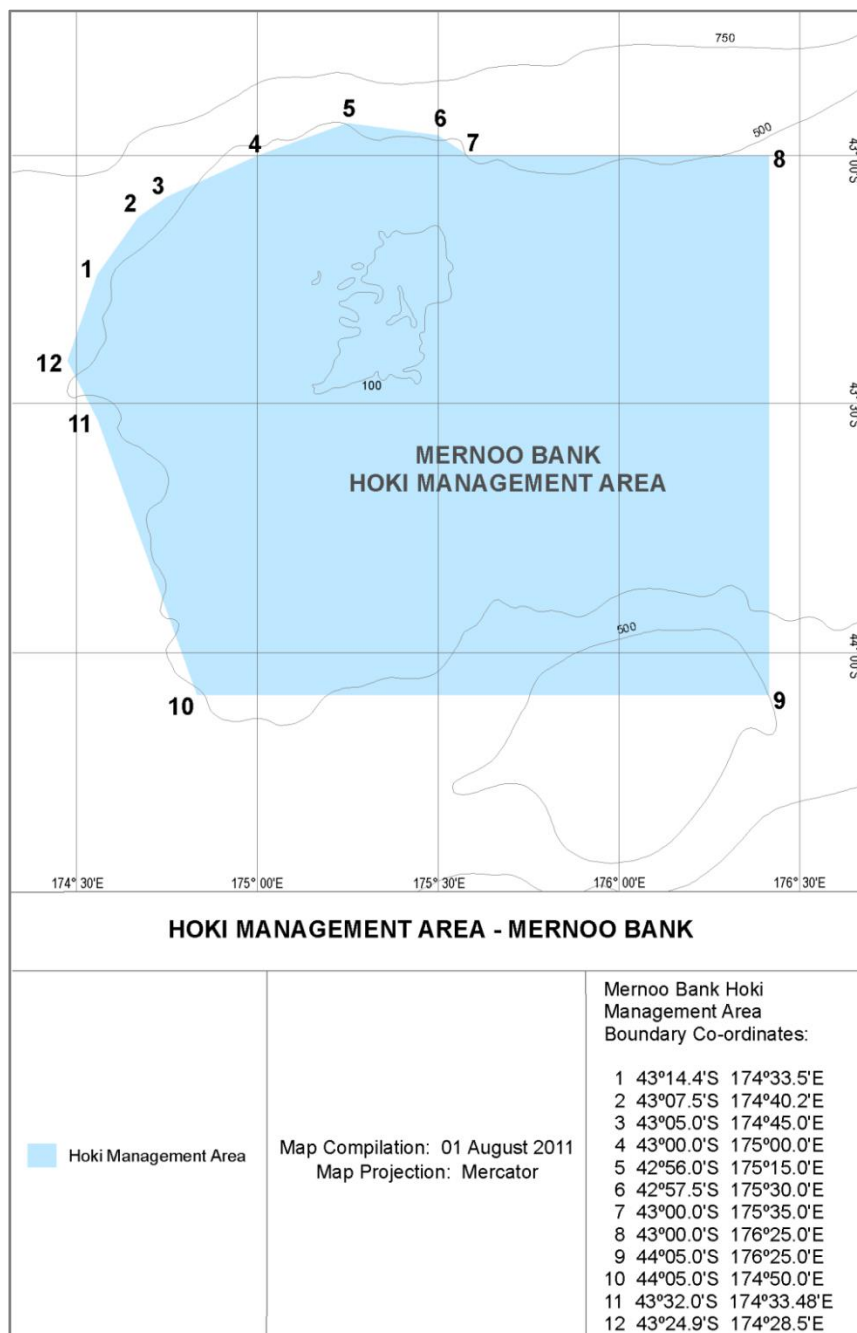 750
5
6
500
4
7
8
43°00'S
3
2
1
12
100
43°30'S
11
MERNOO BANK
HOKI MANAGEMENT AREA
500
44°00'S
10
9
174° 30'E
175° 00'E
175° 30'E
176° 00'E
176° 30'E
HOKI MANAGEMENT AREA - MERNOO BANK
Hoki Management Area
Map Compilation: 01 August 2011
Map Projection: Mercator
Mernoo Bank Hoki
Management Area
Boundary Co-ordinates:
1 43º14.4'S 174º33.5'E
2 43º07.5'S 174º40.2'E
3 43º05.0'S 174º45.0'E
4 43º00.0'S 175º00.0'E
5 42º56.0'S 175º15.0'E
6 42º57.5'S 175º30.0'E
7 43º00.0'S 175º35.0'E
8 43º00.0'S 176º25.0'E
9 44º05.0'S 176º25.0'E
10 44º05.0'S 174º50.0'E
11 43º32.0'S 174º33.48'E
12 43º24.9'S 174º28.5'E